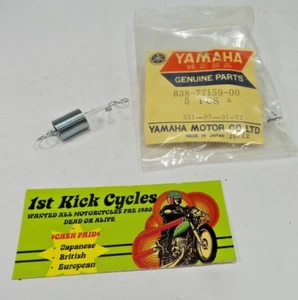 YAMAHA
GENUINE PARTS
838-77159-00
5 PCS A
YAMAHA MOTOR CO LTD
MADE IN JAPAN
1st Kick Cycles
WANTED ALL MOTORCYCLES PRE 1980
DEAD OR ALIVE
CASH PAID
Japanese
British
European